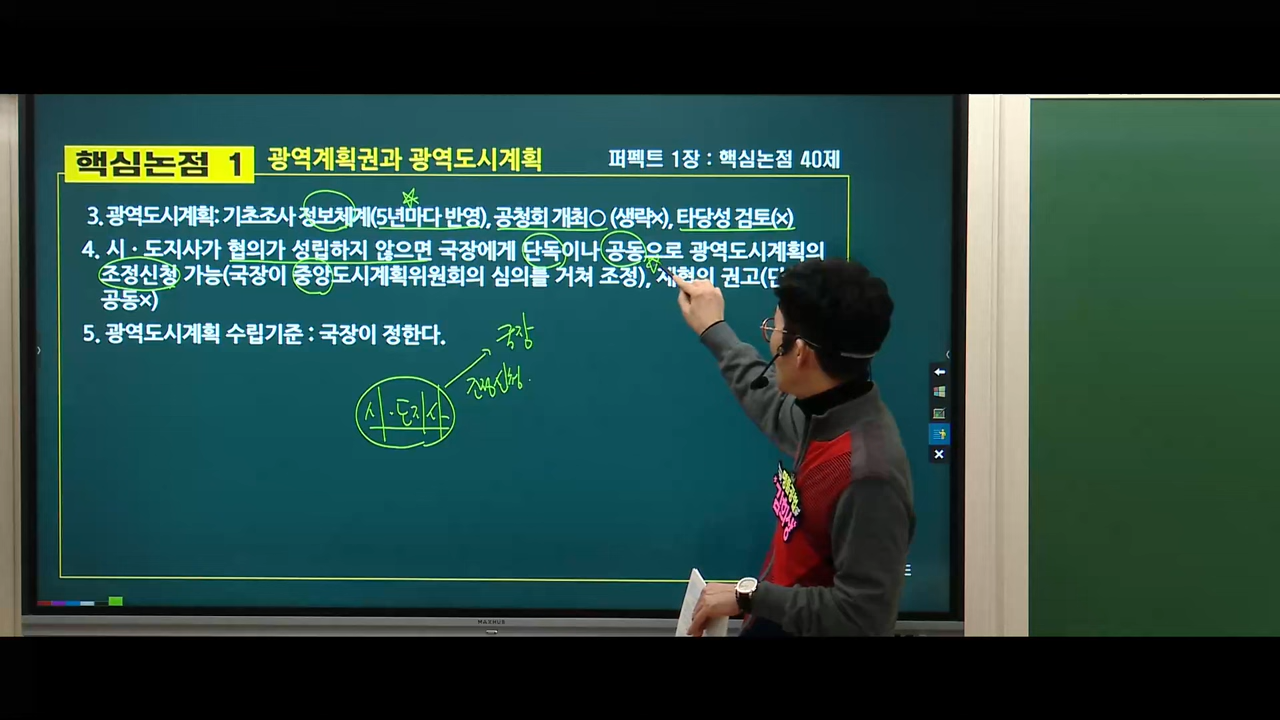 핵심논점 1 광역계획권과 광역도시계획 퍼펙트 1장 : 핵심논점 40제
3. 광역도시계획: 기초조사 정보체계(5년마다 반영), 공청회 개최○ (생략×), 타당성 검토(×)
4. 시·도지사가 협의가 성립하지 않으면 국장에게 단독이나 공동으로 광역도시계획의
조정신청 가능(국장이 중앙도시계획위원회의 심의를 거쳐 조정), 재협의 권고(단
공동×)
5. 광역도시계획 수립기준 : 국장이 정한다.
국장
조정신청.
시·도지사
MAXHUB